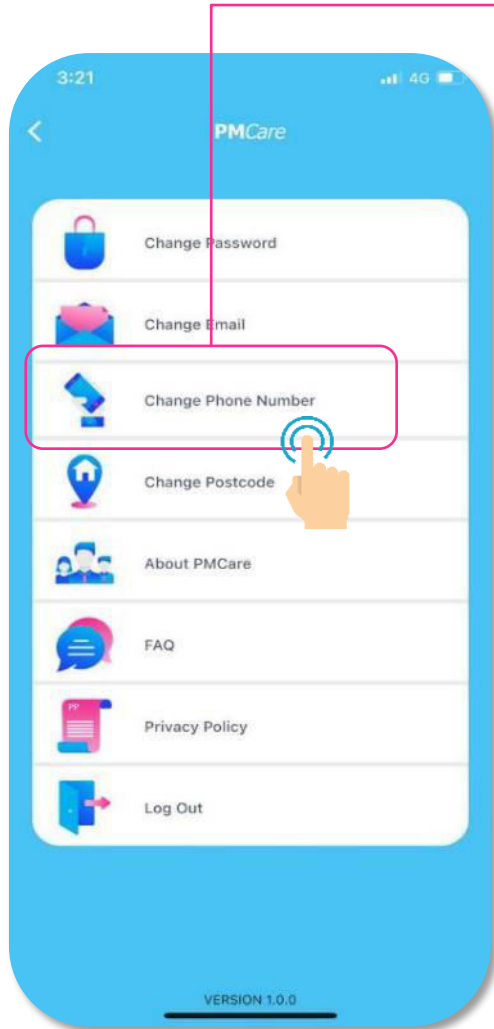 3:21 4G
PMCare
Change Password
Change Email
Change Phone Number
Change Postcode
About PMCare
FAQ
PP
Privacy Policy
Log Out
VERSION 1.0.0